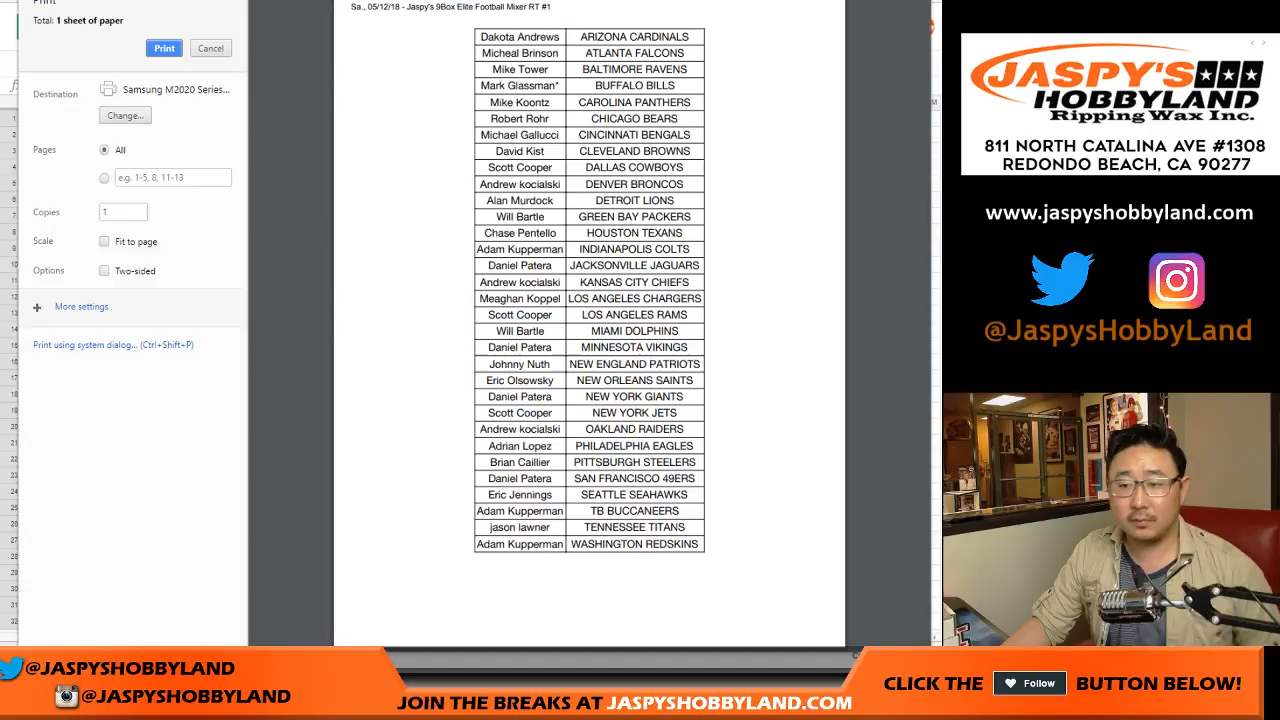 Print
Total: 1 sheet of paper
Print
Cancel
Destination
Samsung M2020 Series...
Change...
Pages
All
e.g. 1-5, 8, 11-13
Copies
1
Scale
Fit to page
Options
Two-sided
+ More settings
Print using system dialog... (Ctrl+Shift+P)
Sa., 05/12/18 - Jaspy's 9Box Elite Football Mixer RT #1
Dakota Andrews ARIZONA CARDINALS
Micheal Brinson ATLANTA FALCONS
Mike Tower BALTIMORE RAVENS
Mark Glassman* BUFFALO BILLS
Mike Koontz CAROLINA PANTHERS
Robert Rohr CHICAGO BEARS
Michael Gallucci CINCINNATI BENGALS
David Kist CLEVELAND BROWNS
Scott Cooper DALLAS COWBOYS
Andrew kocialski DENVER BRONCOS
Alan Murdock DETROIT LIONS
Will Bartle GREEN BAY PACKERS
Chase Pentello HOUSTON TEXANS
Adam Kupperman INDIANAPOLIS COLTS
Daniel Patera JACKSONVILLE JAGUARS
Andrew kocialski KANSAS CITY CHIEFS
Meaghan Koppel LOS ANGELES CHARGERS
Scott Cooper LOS ANGELES RAMS
Will Bartle MIAMI DOLPHINS
Daniel Patera MINNESOTA VIKINGS
Johnny Nuth NEW ENGLAND PATRIOTS
Eric Olsowsky NEW ORLEANS SAINTS
Daniel Patera NEW YORK GIANTS
Scott Cooper NEW YORK JETS
Andrew kocialski OAKLAND RAIDERS
Adrian Lopez PHILADELPHIA EAGLES
Brian Caillier PITTSBURGH STEELERS
Daniel Patera SAN FRANCISCO 49ERS
Eric Jennings SEATTLE SEAHAWKS
Adam Kupperman TB BUCCANEERS
jason lawner TENNESSEE TITANS
Adam Kupperman WASHINGTON REDSKINS
JASPY'S
HOBBYLAND
Ripping Wax Inc.
811 NORTH CATALINA AVE #1308
REDONDO BEACH, CA 90277
www.jaspyshobbyland.com
@JaspysHobbyLand
@JASPYSHOBBYLAND
@JASPYSHOBBYLAND
JOIN THE BREAKS AT JASPYSHOBBYLAND.COM
CLICK THE Follow BUTTON BELOW!